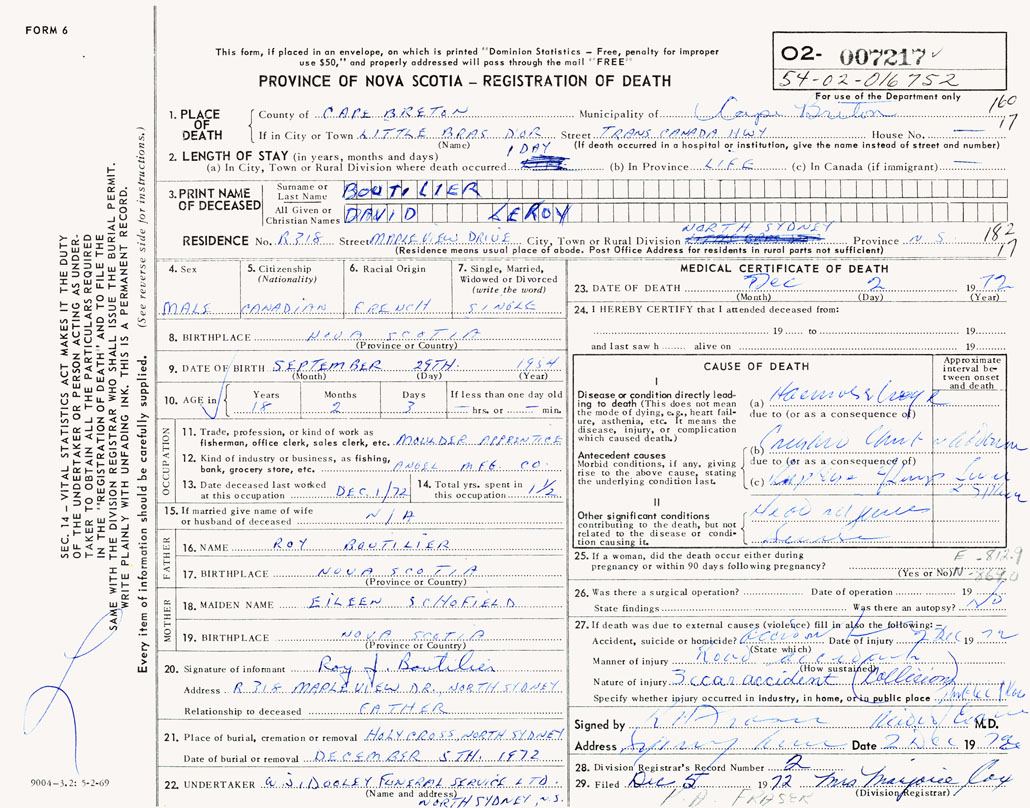 FORM 6
This form, if placed in an envelope, on which is printed "Dominion Statistics – Free, penalty for improper
use $50," and properly addressed will pass through the mail "FREE"
PROVINCE OF NOVA SCOTIA – REGISTRATION OF DEATH
02- 007217
54-02-016752
For use of the Department only
160
17
1. PLACE OF DEATH
County of CAPE BRETON Municipality of Cape Breton
If in City or Town LITTLE BRAS D'OR Street TRANS CANADA HWY House No. —
(Name) (If death occurred in a hospital or institution, give the name instead of street and number)
2. LENGTH OF STAY (in years, months and days)
(a) In City, Town or Rural Division where death occurred 1 DAY (b) In Province LIFE (c) In Canada (if immigrant) —
3. PRINT NAME OF DECEASED
Surname or Last Name BOUTILIER
All Given or Christian Names DAVID LEROY
RESIDENCE No. R318 Street MAPLEVIEW DRIVE City, Town or Rural Division NORTH SYDNEY Province N S
(Residence means usual place of abode. Post Office Address for residents in rural parts not sufficient)
182
17
4. Sex
MALE
5. Citizenship (Nationality)
CANADIAN
6. Racial Origin
FRENCH
7. Single, Married, Widowed or Divorced (write the word)
SINGLE
8. BIRTHPLACE NOVA SCOTIA
(Province or Country)
9. DATE OF BIRTH SEPTEMBER 29TH. 1954
(Month) (Day) (Year)
10. AGE in Years Months Days If less than one day old
18 2 3 — hrs. or — min.
OCCUPATION
11. Trade, profession, or kind of work as
fisherman, office clerk, sales clerk, etc. MOULDER APPRENTICE
12. Kind of industry or business, as fishing,
bank, grocery store, etc. ANGEL MFG. CO.
13. Date deceased last worked
at this occupation DEC. 1/72
14. Total yrs. spent in
this occupation 1 1/2
15. If married give name of wife
or husband of deceased N/A
FATHER
16. NAME ROY BOUTILIER
17. BIRTHPLACE NOVA SCOTIA
(Province or Country)
MOTHER
18. MAIDEN NAME EILEEN SCHOFIELD
19. BIRTHPLACE NOVA SCOTIA
(Province or Country)
20. Signature of informant Roy J. Boutilier
Address R 318 MAPLEVIEW DR. NORTH SYDNEY
Relationship to deceased FATHER
21. Place of burial, cremation or removal HOLY CROSS, NORTH SYDNEY
Date of burial or removal DECEMBER 5TH. 1972
22. UNDERTAKER W.J. DOOLEY FUNERAL SERVICE LTD.
(Name and address) NORTH SYDNEY, N.S.
MEDICAL CERTIFICATE OF DEATH
23. DATE OF DEATH Dec 2 1972
(Month) (Day) (Year)
24. I HEREBY CERTIFY that I attended deceased from:
19 to 19
and last saw h alive on 19
CAUSE OF DEATH
Approximate interval between onset and death
I
Disease or condition directly leading to death (This does not mean the mode of dying, e.g., heart failure, asthenia, etc. It means the disease, injury, or complication which caused death.)
(a)
due to (or as a consequence of)
Antecedent causes
Morbid conditions, if any, giving rise to the above cause, stating the underlying condition last.
(b)
due to (or as a consequence of)
(c)
II
Other significant conditions contributing to the death, but not related to the disease or condition causing it.
Head injuries
25. If a woman, did the death occur either during
pregnancy or within 90 days following pregnancy?
(Yes or No)
E -812.9
26. Was there a surgical operation? Date of operation 19
State findings Was there an autopsy? NO
27. If death was due to external causes (violence) fill in also the following:
Accident, suicide or homicide? Date of injury 2 DEC 1972
(State which)
Manner of injury Road accident
(How sustained)
Nature of injury 3 car accident (Collision)
Specify whether injury occurred in industry, in home, or in public place
Signed by M.D.
Address Sydney Mines Date 2 Dec 1972
28. Division Registrar's Record Number 2
29. Filed Dec 5 1972 Mrs Marjorie Cox
(Division Registrar)
FRASER
SEC. 14 – VITAL STATISTICS ACT MAKES IT THE DUTY
OF THE UNDERTAKER OR PERSON ACTING AS UNDER-
TAKER TO OBTAIN ALL THE PARTICULARS REQUIRED
IN THE "REGISTRATION OF DEATH" AND TO FILE THE
SAME WITH THE DIVISION REGISTRAR WHO SHALL ISSUE THE BURIAL PERMIT.
WRITE PLAINLY WITH UNFADING INK. THIS IS A PERMANENT RECORD.
Every item of information should be carefully supplied. (See reverse side for instructions.)
9004–3.2: 5-2-69